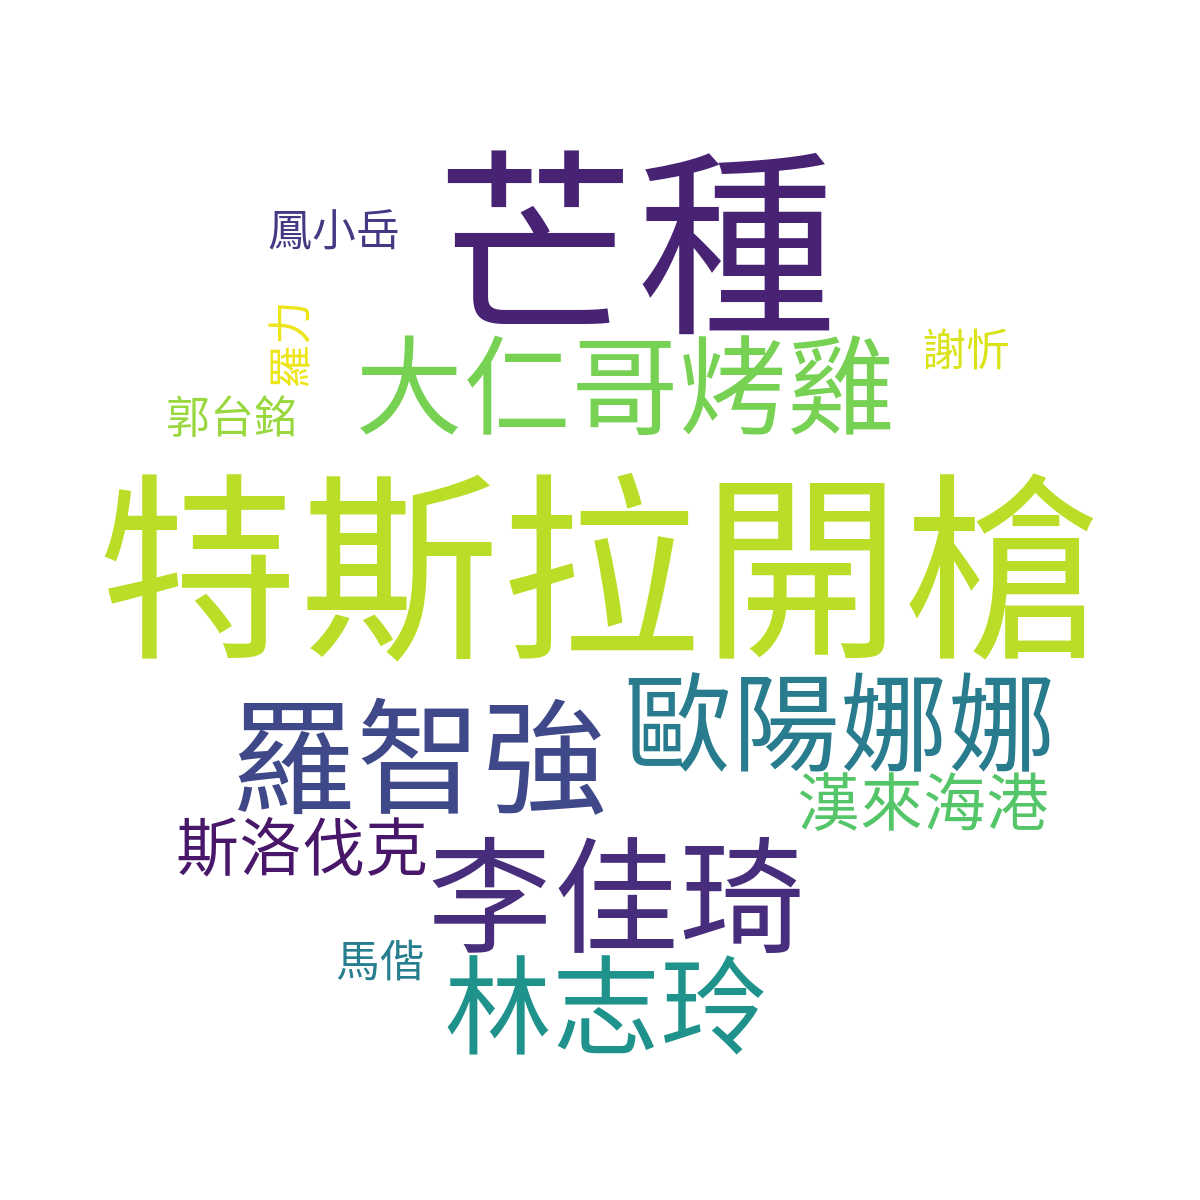 芒種
鳳小岳
羅力
謝忻
大仁哥烤雞
郭台銘
特斯拉開槍
歐陽娜娜
羅智強
漢來海港
斯洛伐克
李佳琦
馬偕
林志玲